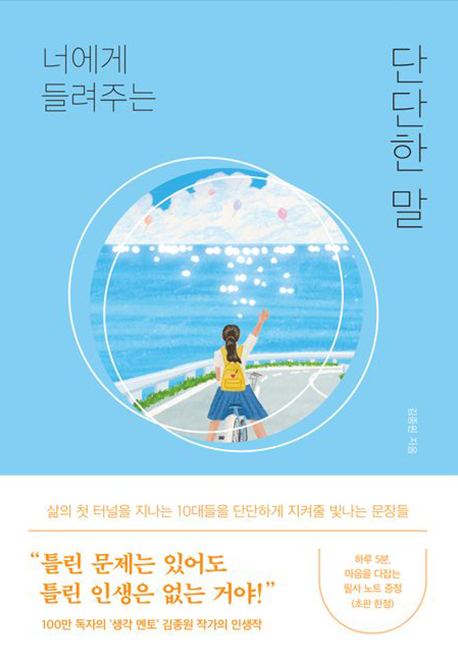 너에게
들려주는
단단한 말
김종원 지음
삶의 첫 터널을 지나는 10대들을 단단하게 지켜줄 빛나는 문장들
“틀린 문제는 있어도
틀린 인생은 없는 거야!”
100만 독자의 ‘생각 멘토’ 김종원 작가의 인생작
하루 5분,
마음을 다잡는
필사 노트 증정
(초판 한정)